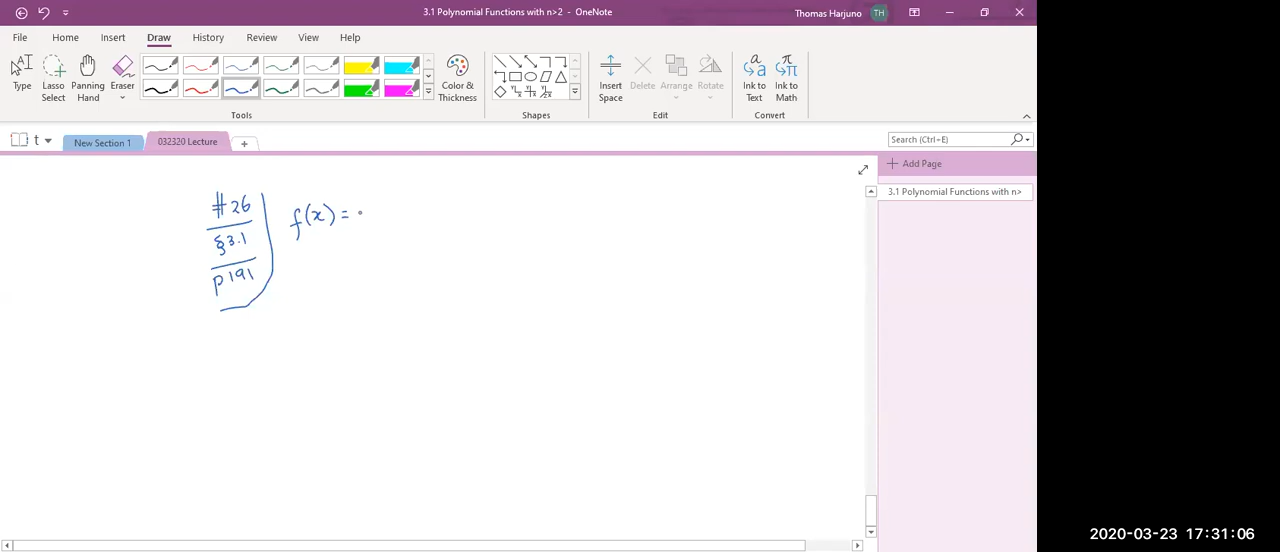 3.1 Polynomial Functions with n>2 - OneNote
Thomas Harjuno TH
File Home Insert Draw History Review View Help
Type
Lasso Select
Panning Hand
Eraser
Color & Thickness
Insert Space
Delete
Arrange
Rotate
Ink to Text
Ink to Math
Tools
Shapes
Edit
Convert
t
New Section 1
032320 Lecture
Search (Ctrl+E)
Add Page
3.1 Polynomial Functions with n>
#26
§3.1
p191
f(x) =
2020-03-23 17:31:06